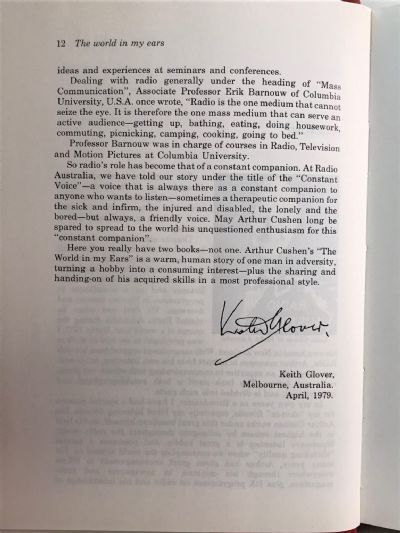 12 The world in my ears
ideas and experiences at seminars and conferences.
Dealing with radio generally under the heading of "Mass
Communication", Associate Professor Erik Barnouw of Columbia
University, U.S.A. once wrote, "Radio is the one medium that cannot
seize the eye. It is therefore the one mass medium that can serve an
active audience—getting up, bathing, eating, doing housework,
commuting, picnicking, camping, cooking, going to bed."
Professor Barnouw was in charge of courses in Radio, Television
and Motion Pictures at Columbia University.
So radio's role has become that of a constant companion. At Radio
Australia, we have told our story under the title of the "Constant
Voice"—a voice that is always there as a constant companion to
anyone who wants to listen—sometimes a therapeutic companion for
the sick and infirm, the injured and disabled, the lonely and the
bored—but always, a friendly voice. May Arthur Cushen long be
spared to spread to the world his unquestioned enthusiasm for this
"constant companion".
Here you really have two books—not one. Arthur Cushen's "The
World in my Ears" is a warm, human story of one man in adversity,
turning a hobby into a consuming interest—plus the sharing and
handing-on of his acquired skills in a most professional style.
Keith Glover.
Keith Glover,
Melbourne, Australia.
April, 1979.